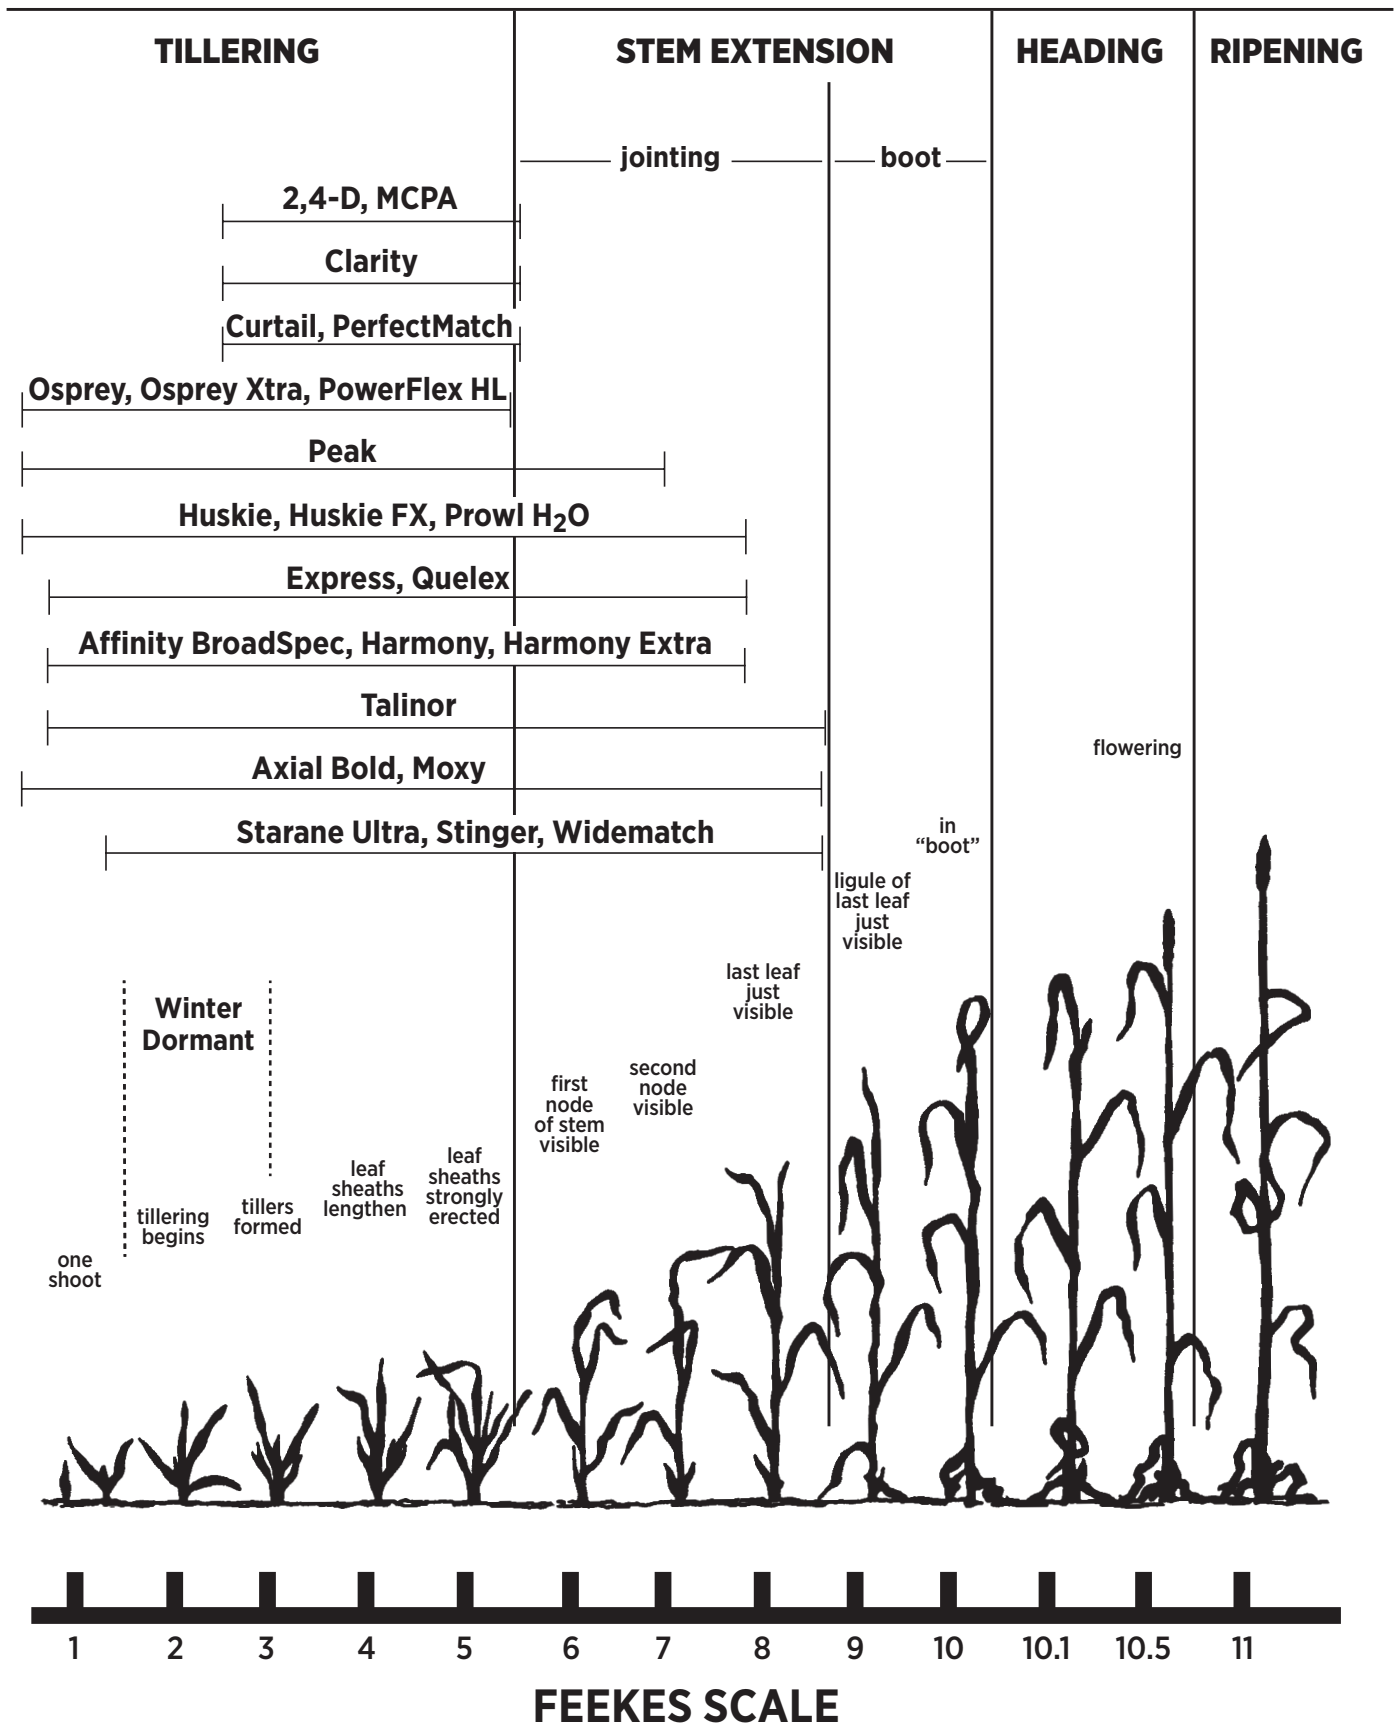 TILLERING
STEM EXTENSION
HEADING
RIPENING
jointing
boot
2,4-D, MCPA
Clarity
Curtail, PerfectMatch
Osprey, Osprey Xtra, PowerFlex HL
Peak
Huskie, Huskie FX, Prowl H₂O
Express, Quelex
Affinity BroadSpec, Harmony, Harmony Extra
Talinor
Axial Bold, Moxy
Starane Ultra, Stinger, Widematch
Winter
Dormant
one
shoot
tillering
begins
tillers
formed
leaf
sheaths
lengthen
leaf
sheaths
strongly
erected
first
node
of stem
visible
second
node
visible
last leaf
just
visible
ligule of
last leaf
just
visible
in
“boot”
flowering
1 2 3 4 5 6 7 8 9 10 10.1 10.5 11
FEEKES SCALE